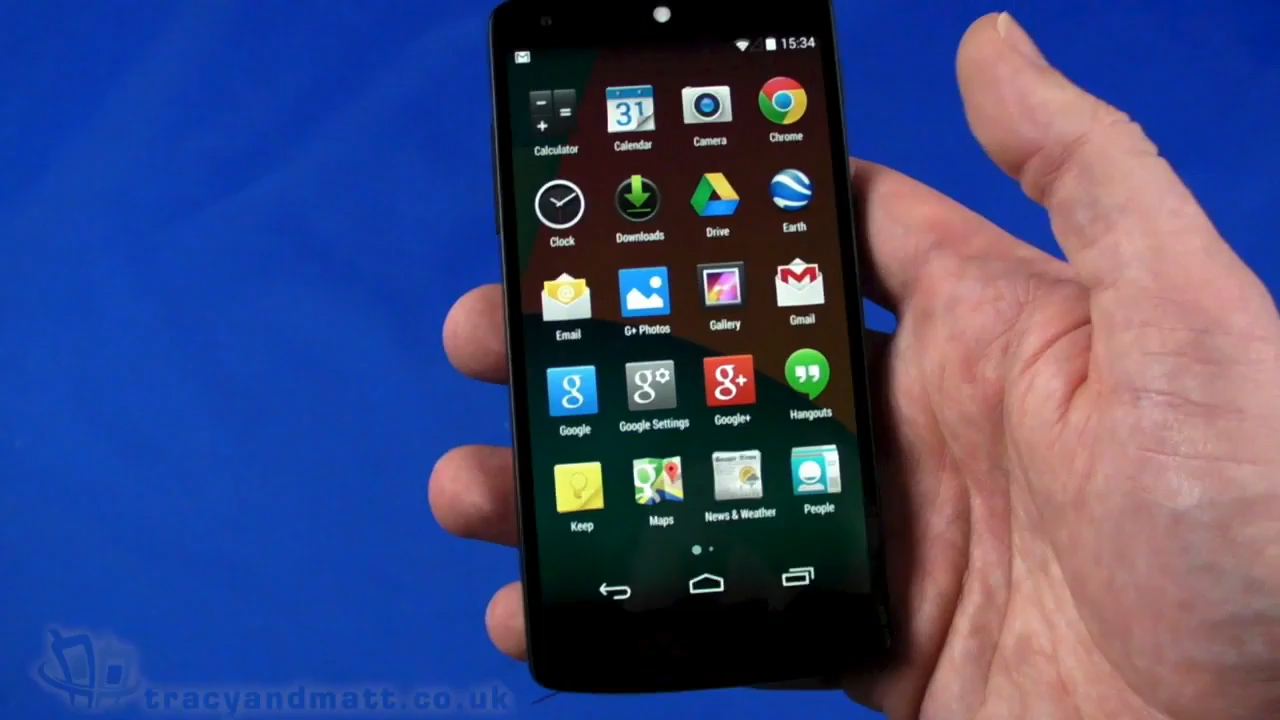 15:34
31
Calculator Calendar Camera Chrome
Clock Downloads Drive Earth
Email G+ Photos Gallery Gmail
g g g+
Google Google Settings Google+ Hangouts
Keep Maps News & Weather People
tracyandmatt.co.uk